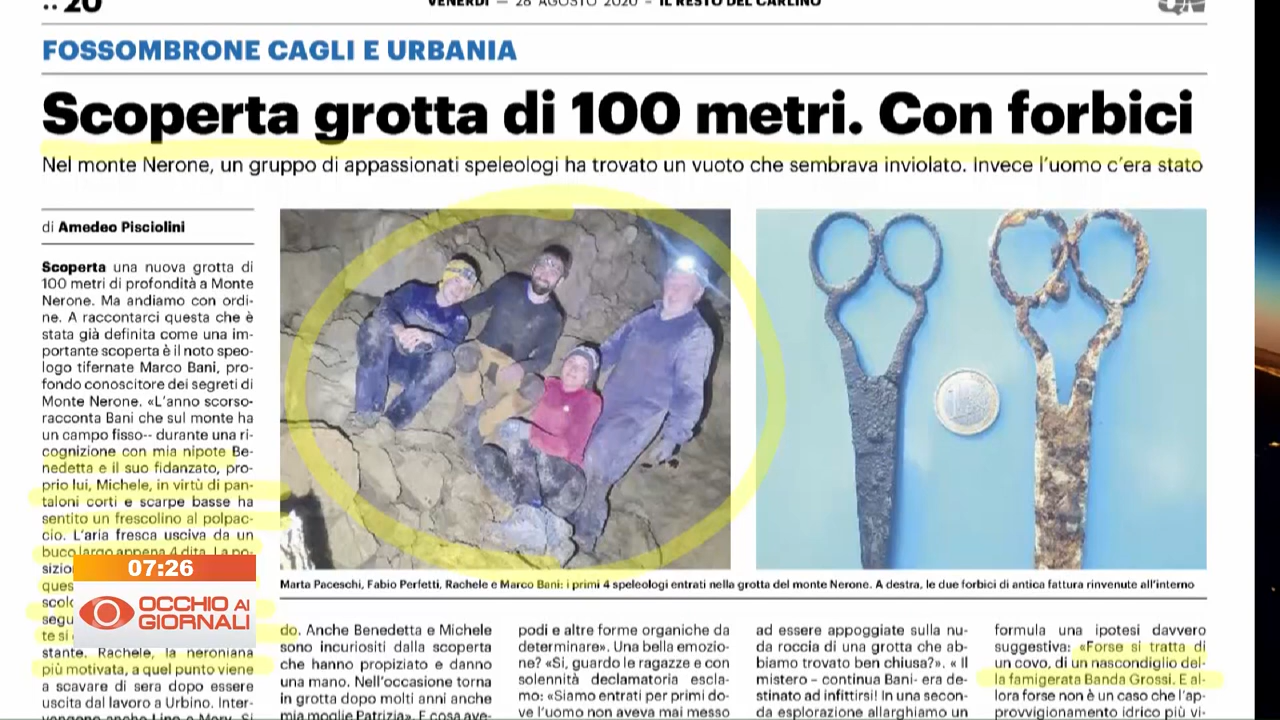 20
VENERDÌ — 28 AGOSTO 2020 – IL RESTO DEL CARLINO
FOSSOMBRONE CAGLI E URBANIA
Scoperta grotta di 100 metri. Con forbici
Nel monte Nerone, un gruppo di appassionati speleologi ha trovato un vuoto che sembrava inviolato. Invece l'uomo c'era stato
di Amedeo Pisciolini
Scoperta una nuova grotta di
100 metri di profondità a Monte
Nerone. Ma andiamo con ordi-
ne. A raccontarci questa che è
stata già definita come una im-
portante scoperta è il noto speo-
logo tifernate Marco Bani, pro-
fondo conoscitore dei segreti di
Monte Nerone. «L'anno scorso-
racconta Bani che sul monte ha
un campo fisso-- durante una ri-
cognizione con mia nipote Be-
nedetta e il suo fidanzato, pro-
prio lui, Michele, in virtù di pan-
taloni corti e scarpe basse ha
sentito un frescolino al polpac-
cio. L'aria fresca usciva da un
buco largo appena 4 dita. La po-
sizio
ques
scolo
segu
te si
stante. Rachele, la neroniana
più motivata, a quel punto viene
a scavare di sera dopo essere
uscita dal lavoro a Urbino. Inter-
vengono anche Lino e Mery. Si
07:26
OCCHIO AI
GIORNALI
Marta Paceschi, Fabio Perfetti, Rachele e Marco Bani: i primi 4 speleologi entrati nella grotta del monte Nerone. A destra, le due forbici di antica fattura rinvenute all'interno
do. Anche Benedetta e Michele
sono incuriositi dalla scoperta
che hanno propiziato e danno
una mano. Nell'occasione torna
in grotta dopo molti anni anche
mia moglie Patrizia». E cosa ave-
podi e altre forme organiche da
determinare». Una bella emozio-
ne? «Si, guardo le ragazze e con
solennità declamatoria escla-
mo: «Siamo entrati per primi do-
ve l'uomo non aveva mai messo
ad essere appoggiate sulla nu-
da roccia di una grotta che ab-
biamo trovato ben chiusa?». « Il
mistero – continua Bani- era de-
stinato ad infittirsi! In una secon-
da esplorazione allarghiamo un
formula una ipotesi davvero
suggestiva: «Forse si tratta di
un covo, di un nascondiglio del-
la famigerata Banda Grossi. E al-
lora forse non è un caso che l'ap-
provvigionamento idrico più vi-